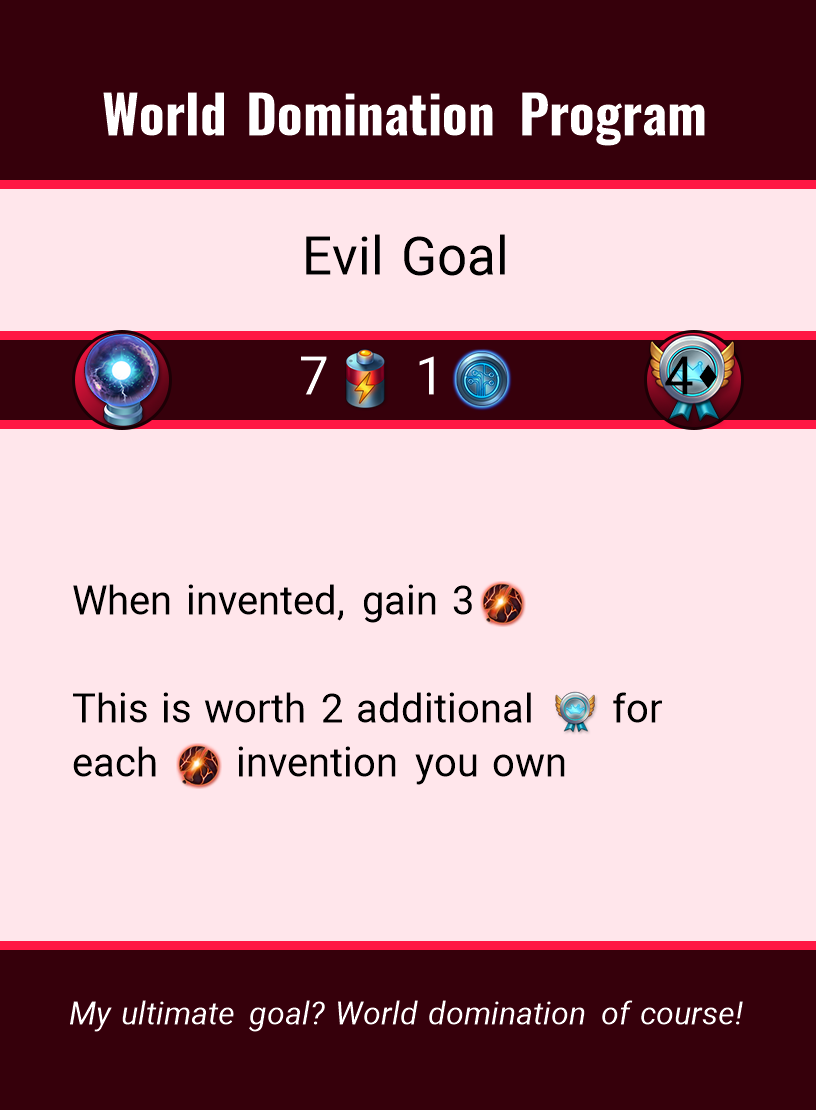 World Domination Program
Evil Goal
7 1 4♦
When invented, gain 3
This is worth 2 additional for
each invention you own
My ultimate goal? World domination of course!